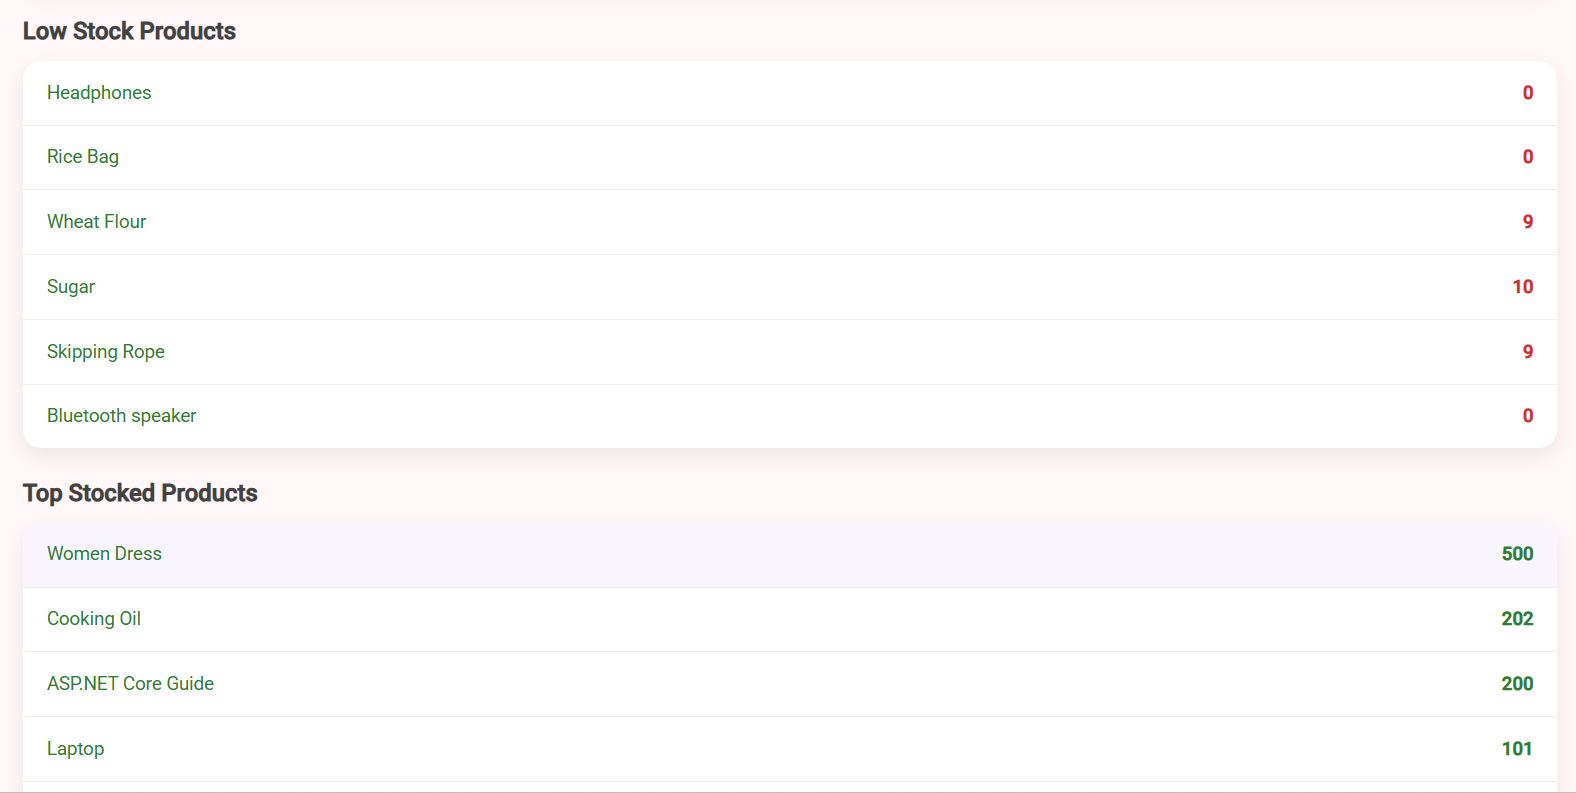 Low Stock Products
Headphones 0
Rice Bag 0
Wheat Flour 9
Sugar 10
Skipping Rope 9
Bluetooth speaker 0
Top Stocked Products
Women Dress 500
Cooking Oil 202
ASP.NET Core Guide 200
Laptop 101